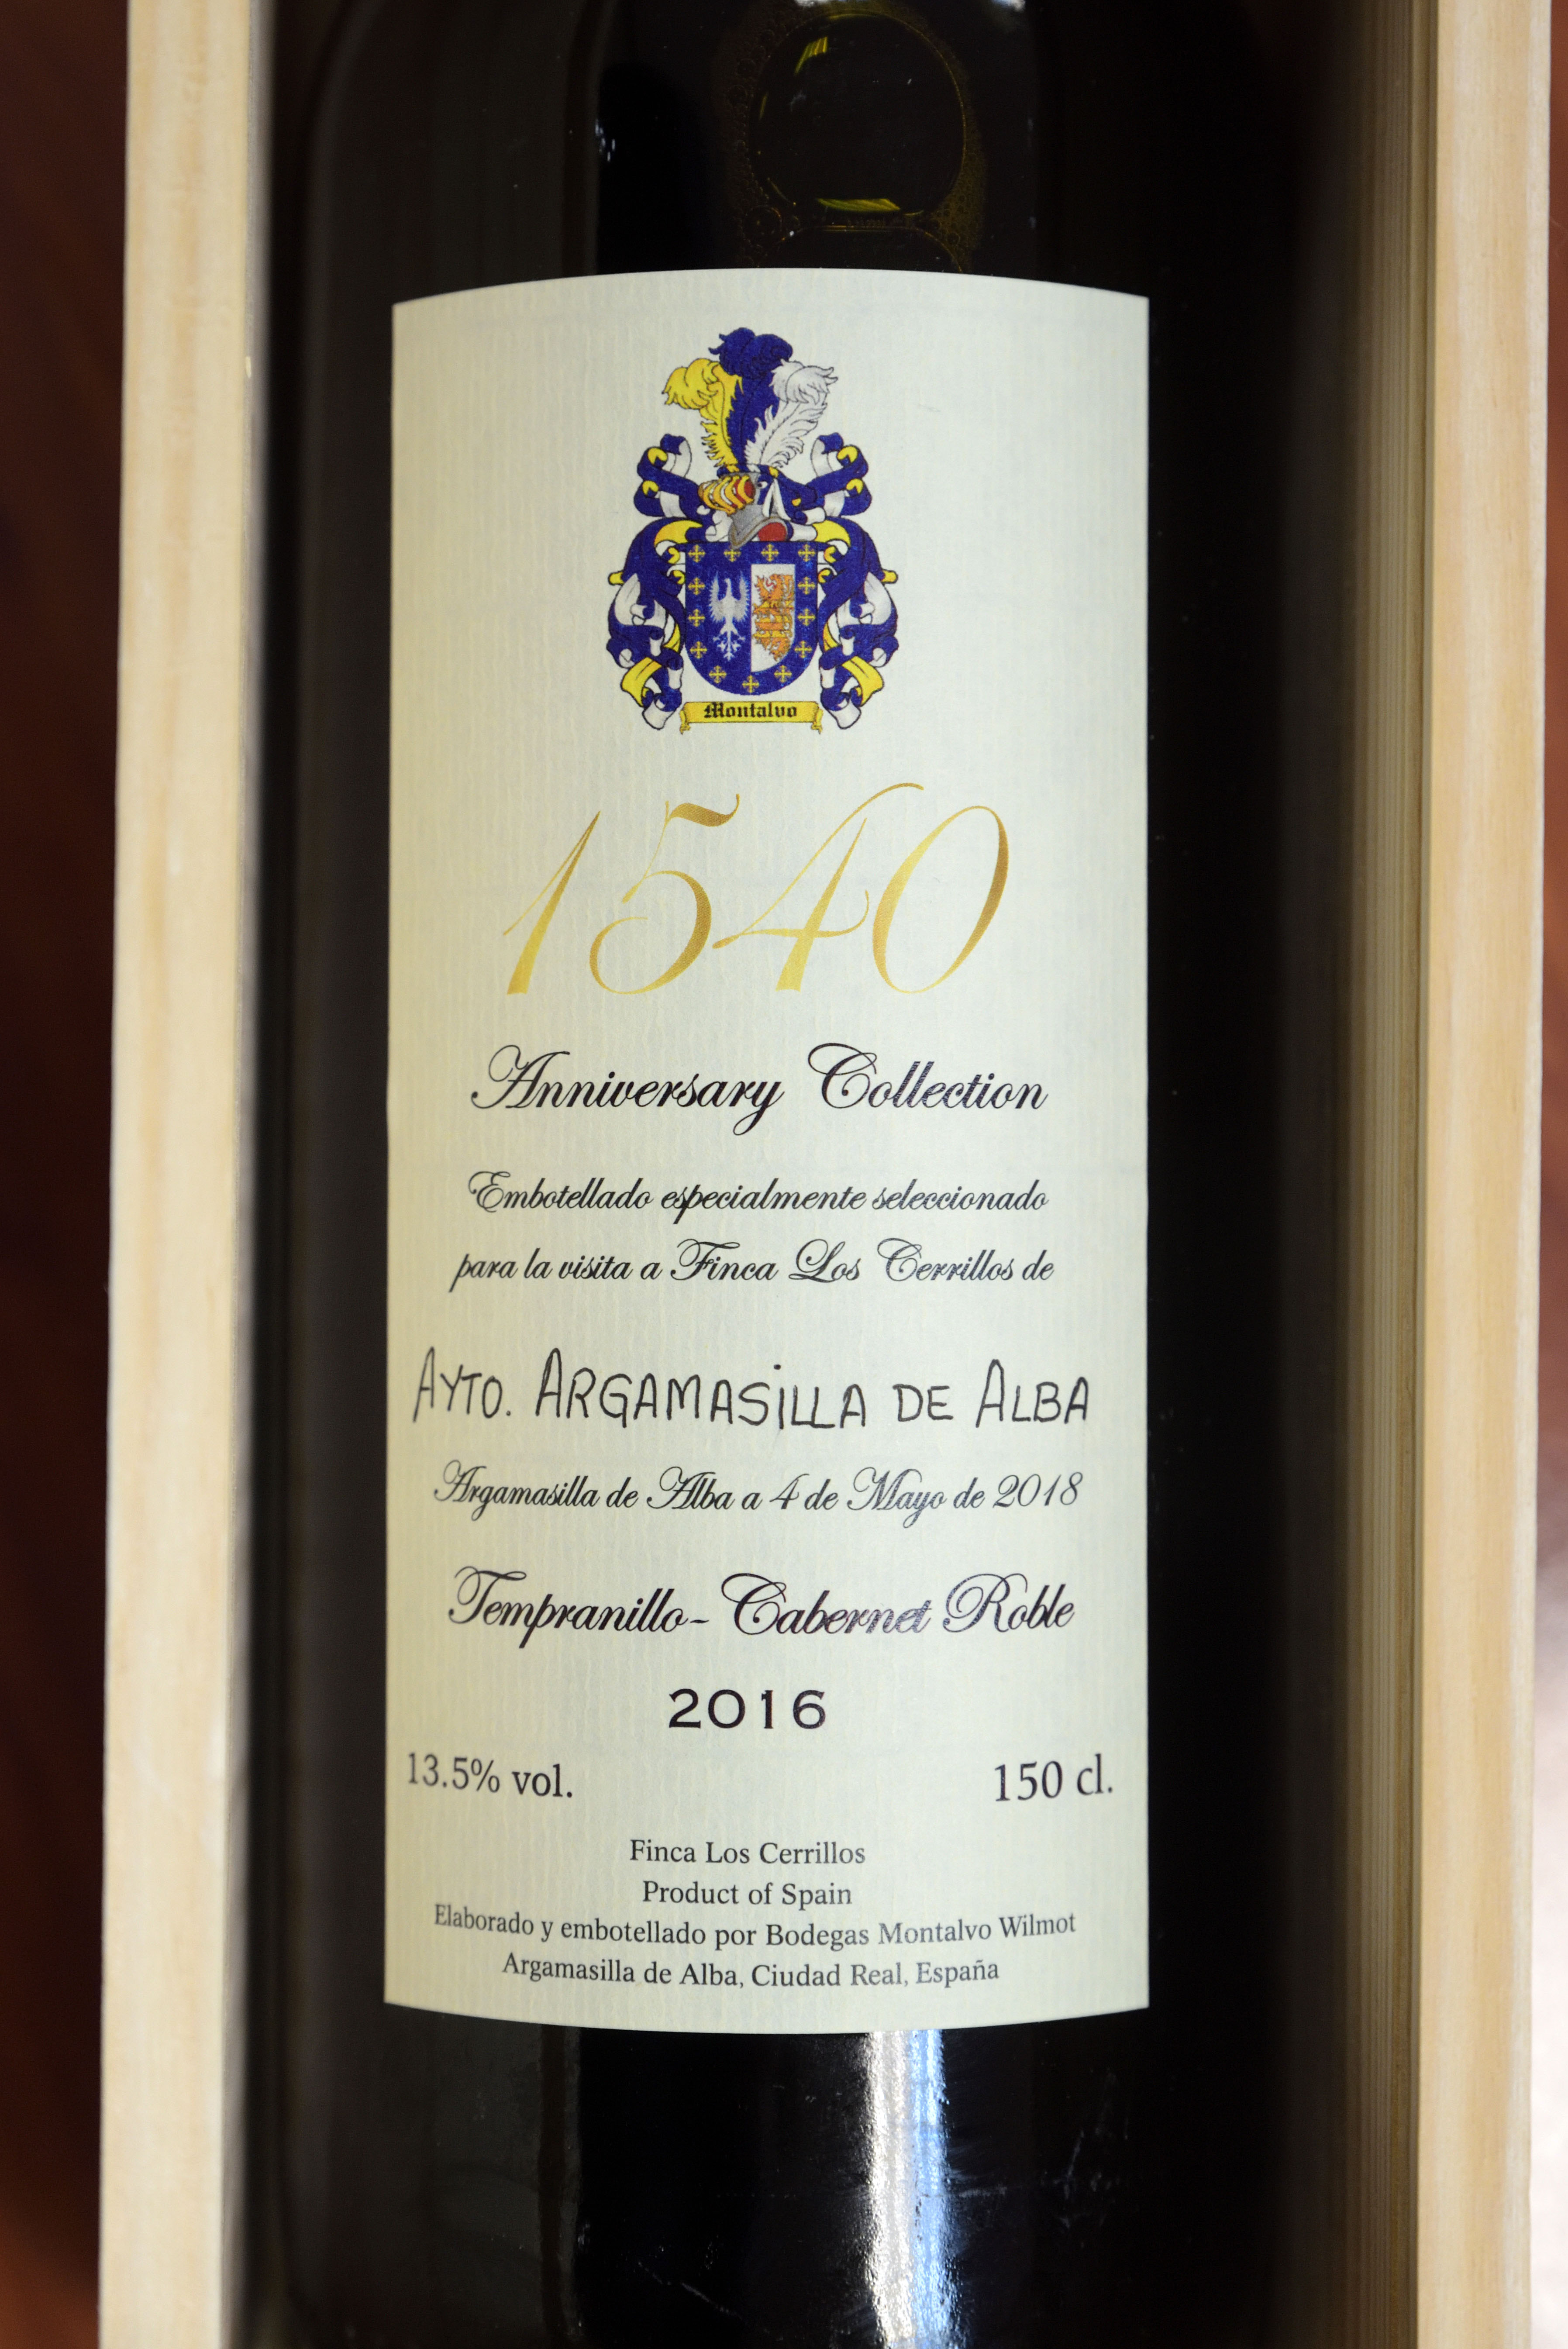 Montalvo
1540
Anniversary Collection
Embotellado especialmente seleccionado
para la visita a Finca Los Cerrillos de
AYTO. ARGAMASILLA DE ALBA
Argamasilla de Alba a 4 de Mayo de 2018
Tempranillo-Cabernet Roble
2016
13.5% vol. 150 cl.
Finca Los Cerrillos
Product of Spain
Elaborado y embotellado por Bodegas Montalvo Wilmot
Argamasilla de Alba, Ciudad Real, España